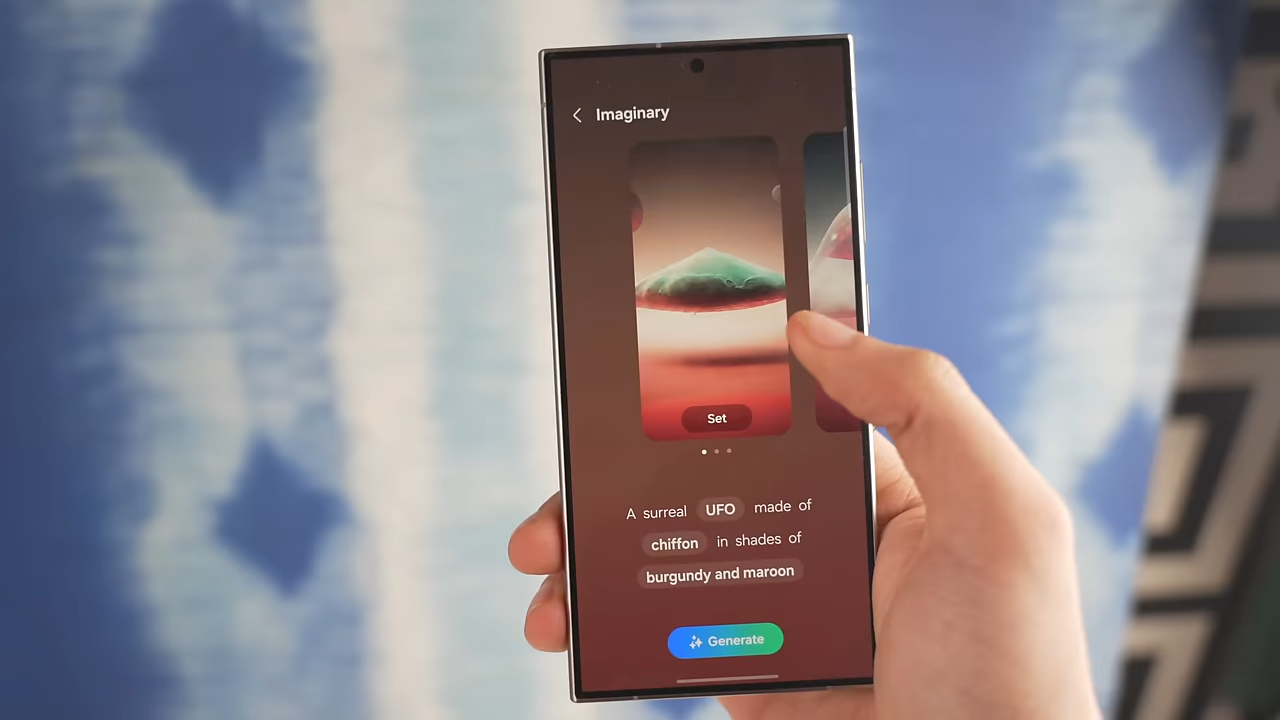 Imaginary
Set
A surreal UFO made of
chiffon in shades of
burgundy and maroon
Generate